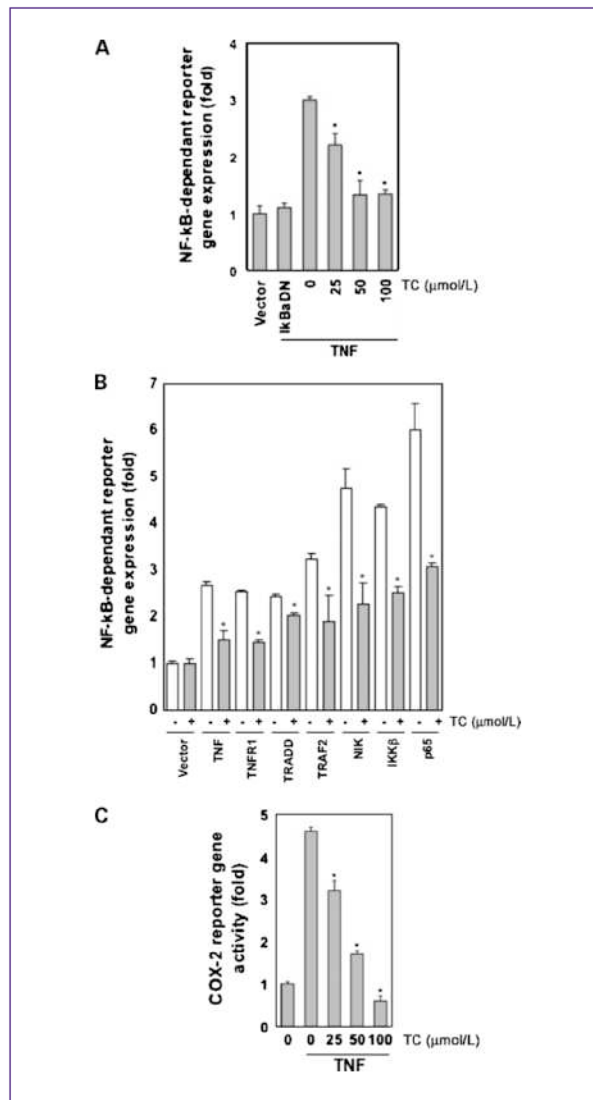 A
NF-kB-dependant reporter
gene expression (fold)
4
3
2
1
0
Vector
IkBaDN
0
25
50
100
TC (μmol/L)
TNF
B
NF-kB-dependant reporter
gene expression (fold)
7
6
5
4
3
2
1
0
- + - + - + - + - + - + - + - + TC (μmol/L)
Vector
TNF
TNFR1
TRADD
TRAF2
NIK
IKKβ
p65
C
COX-2 reporter gene
activity (fold)
5
4
3
2
1
0
0 0 25 50 100 TC (μmol/L)
TNF